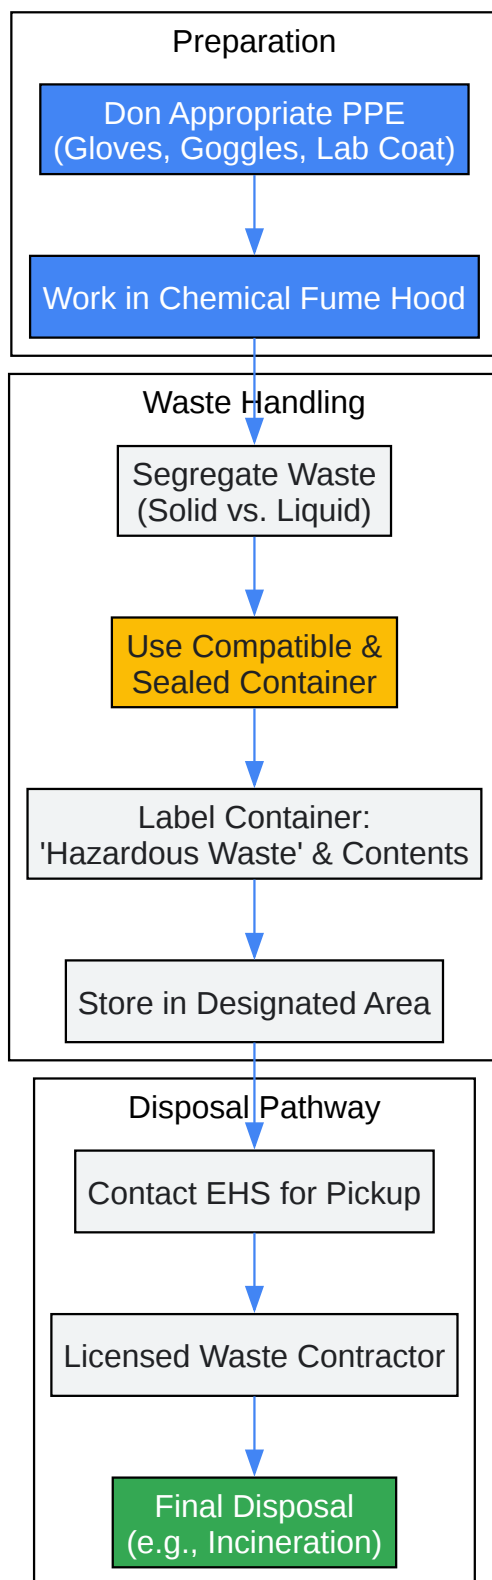 Preparation
Don Appropriate PPE
(Gloves, Goggles, Lab Coat)
Work in Chemical Fume Hood
Waste Handling
Segregate Waste
(Solid vs. Liquid)
Use Compatible &
Sealed Container
Label Container:
'Hazardous Waste' & Contents
Store in Designated Area
Disposal Pathway
Contact EHS for Pickup
Licensed Waste Contractor
Final Disposal
(e.g., Incineration)